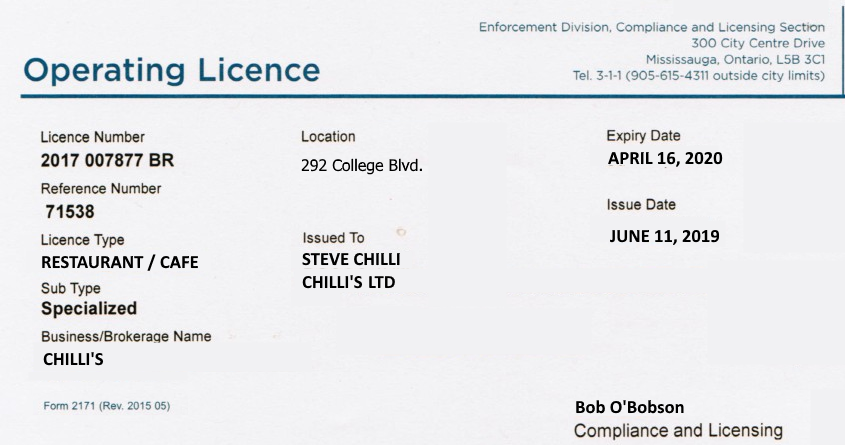 Enforcement Division, Compliance and Licensing Section
300 City Centre Drive
Mississauga, Ontario, L5B 3C1
Tel. 3-1-1 (905-615-4311 outside city limits)
Operating Licence
Licence Number
2017 007877 BR
Reference Number
71538
Licence Type
RESTAURANT / CAFE
Sub Type
Specialized
Business/Brokerage Name
CHILLI'S
Location
292 College Blvd.
Issued To
STEVE CHILLI
CHILLI'S LTD
Expiry Date
APRIL 16, 2020
Issue Date
JUNE 11, 2019
Form 2171 (Rev. 2015 05)
Bob O'Bobson
Compliance and Licensing